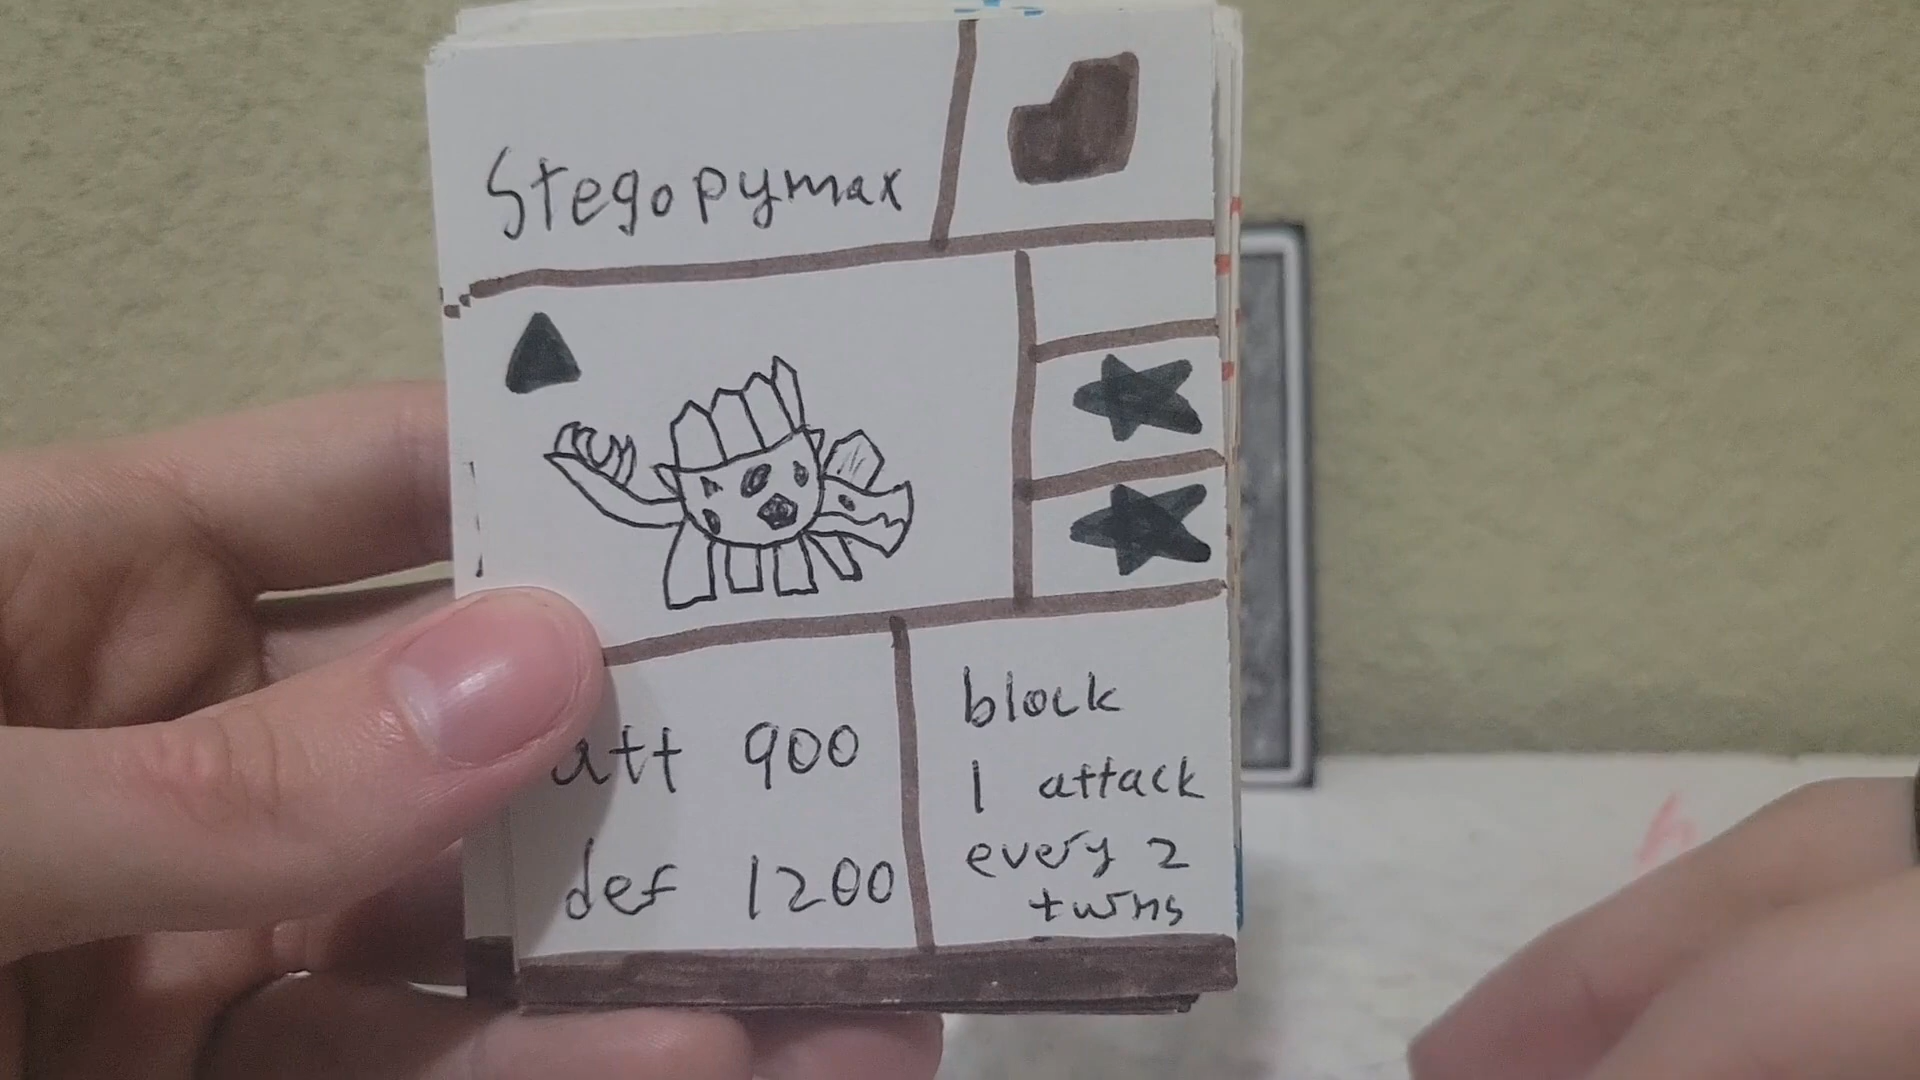 Stegopymax
att 900
def 1200
block
1 attack
every 2
turns